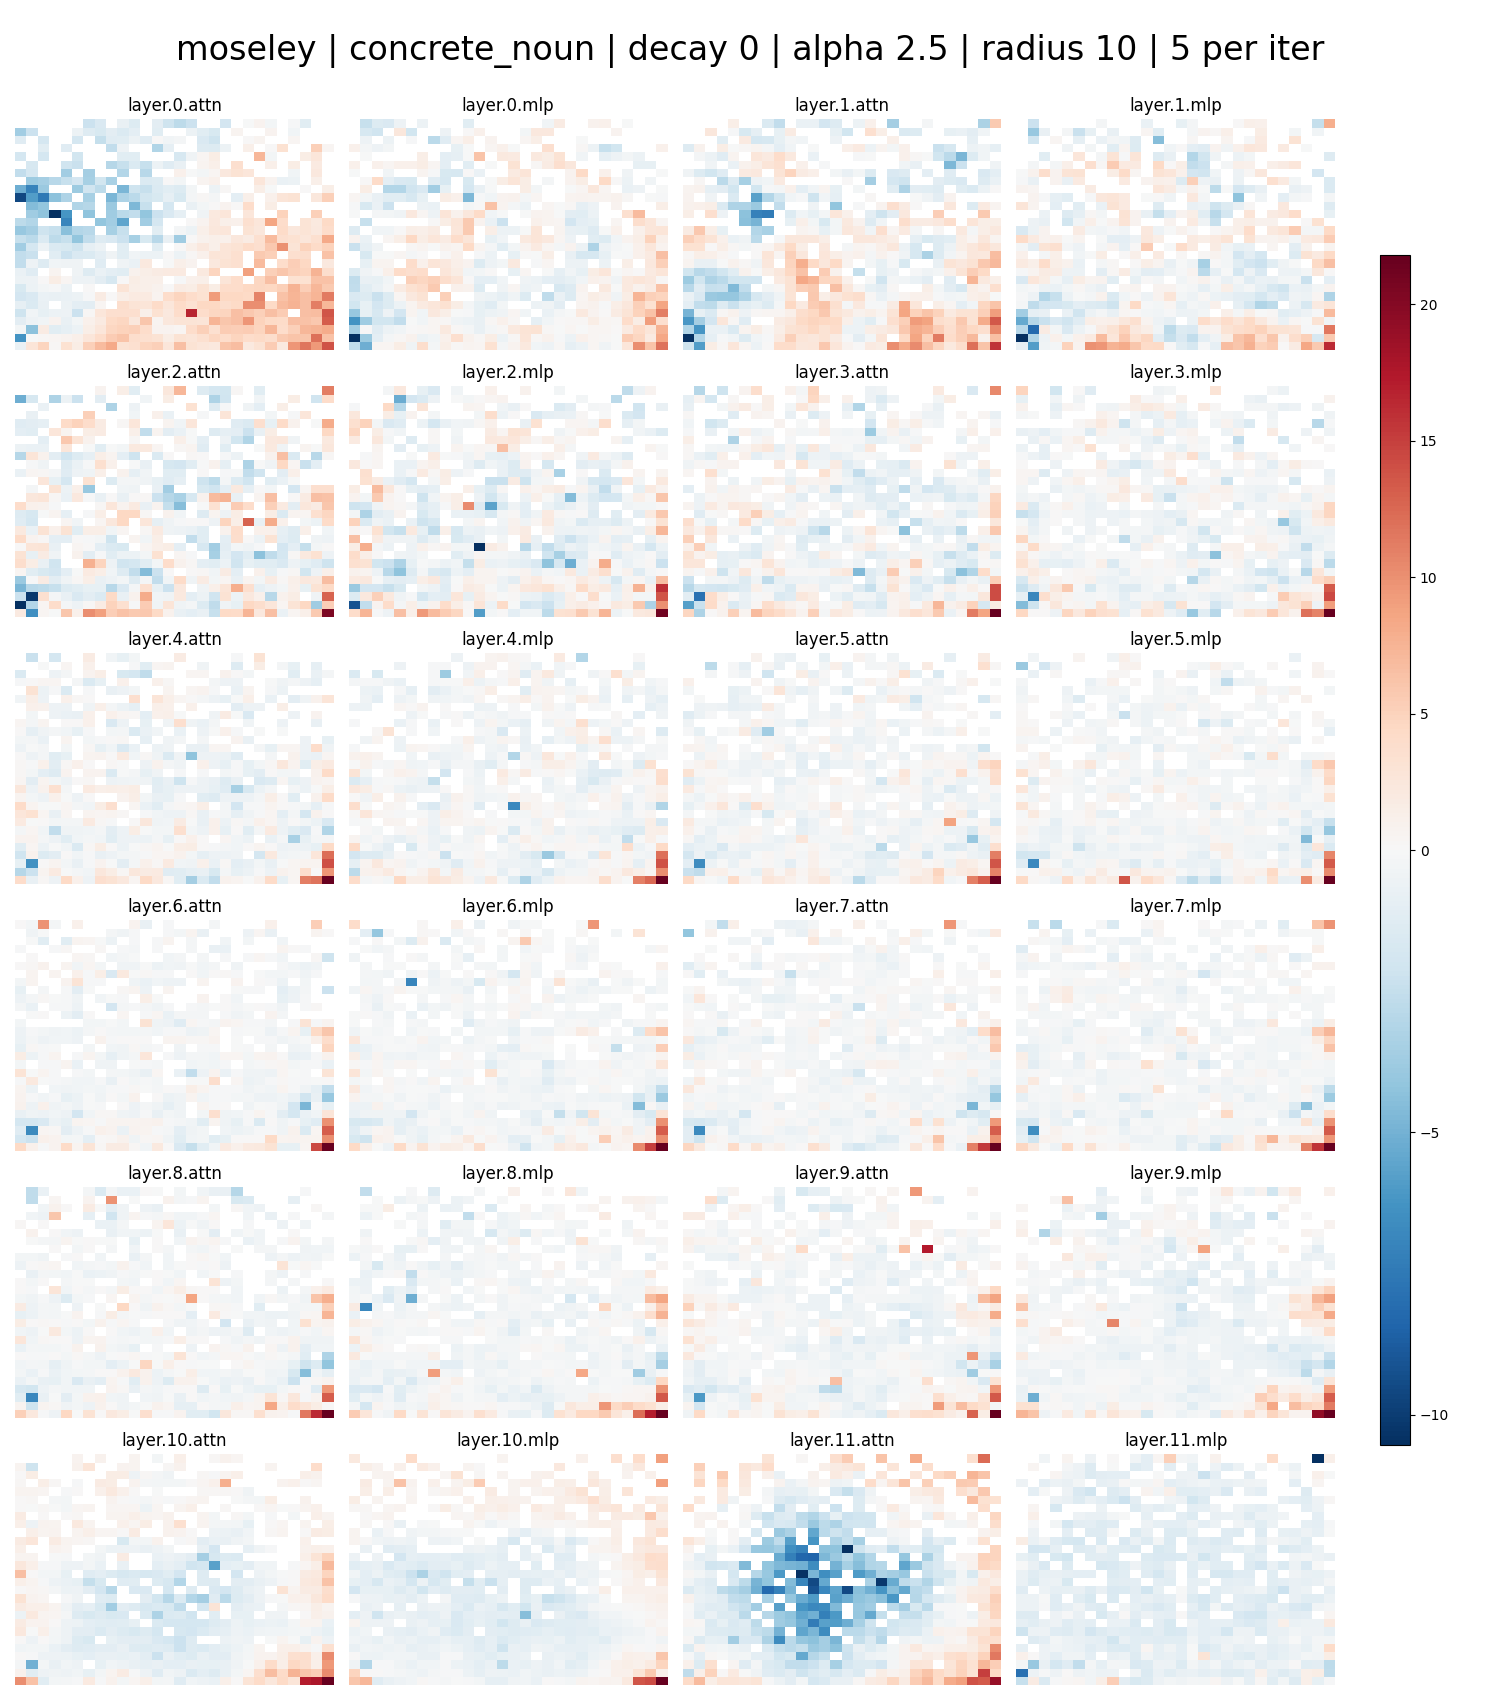 moseley | concrete_noun | decay 0 | alpha 2.5 | radius 10 | 5 per iter
layer.0.attn layer.0.mlp layer.1.attn layer.1.mlp
layer.2.attn layer.2.mlp layer.3.attn layer.3.mlp
layer.4.attn layer.4.mlp layer.5.attn layer.5.mlp
layer.6.attn layer.6.mlp layer.7.attn layer.7.mlp
layer.8.attn layer.8.mlp layer.9.attn layer.9.mlp
layer.10.attn layer.10.mlp layer.11.attn layer.11.mlp
20
15
10
5
0
−5
−10